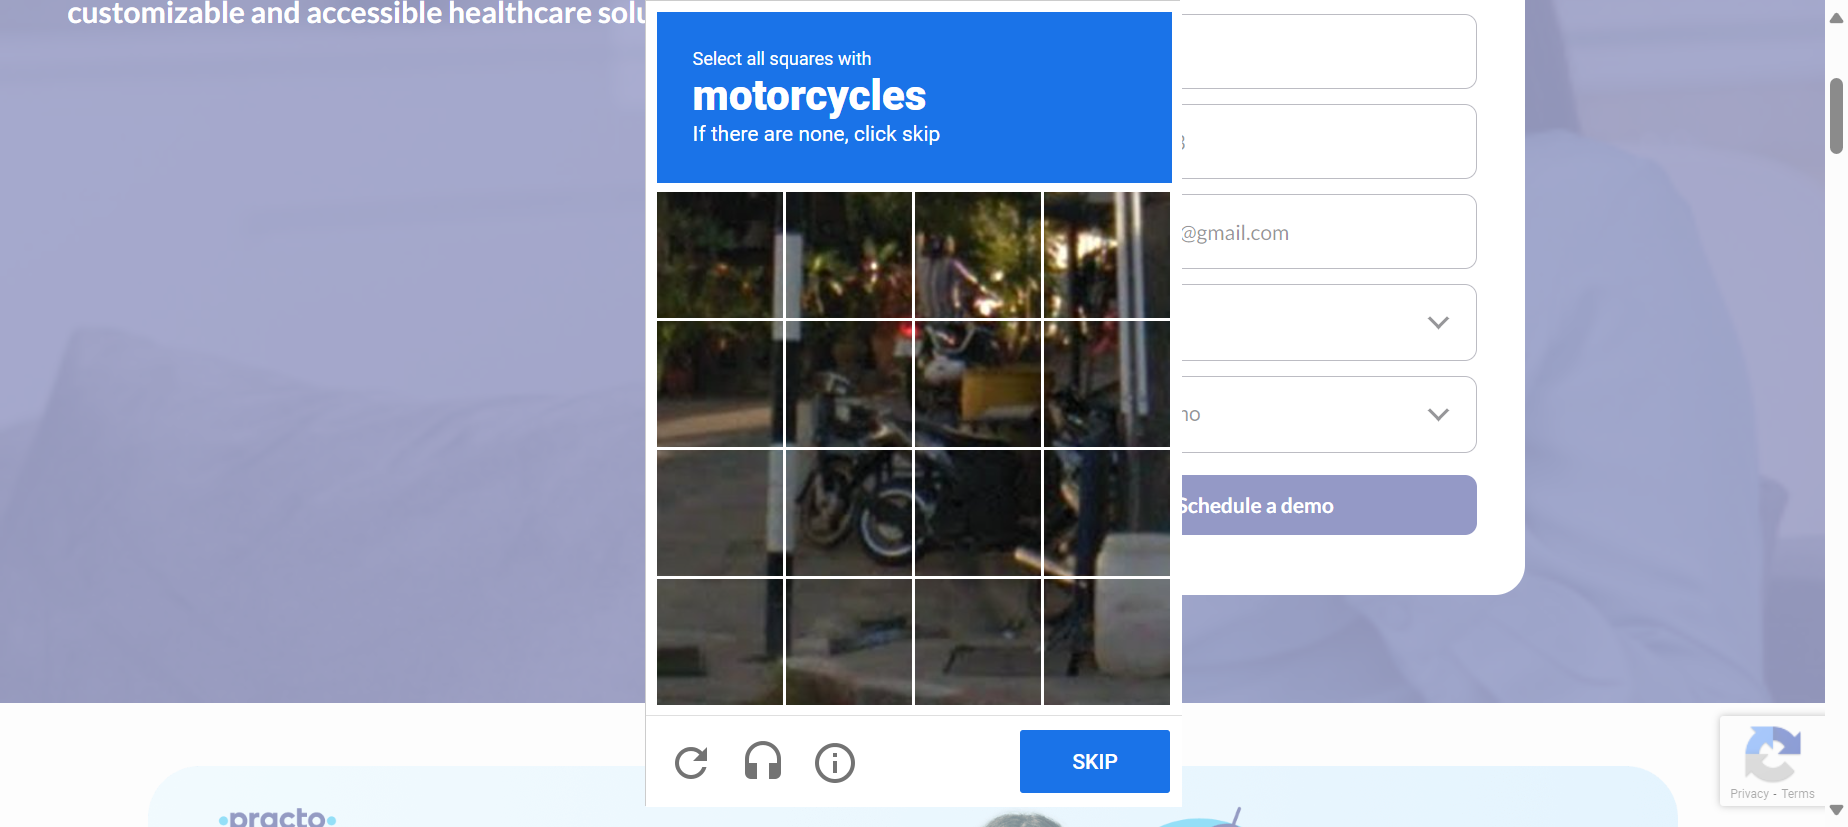 customizable and accessible healthcare
Select all squares with
motorcycles
If there are none, click skip
@gmail.com
Schedule a demo
SKIP
Privacy - Terms
practo